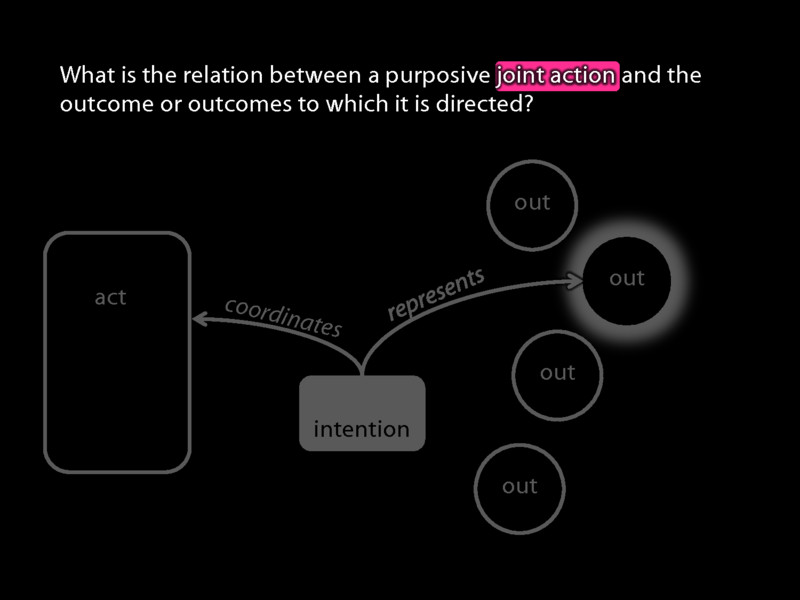 What is the relation between a purposive joint action and the
outcome or outcomes to which it is directed?
out
out
act
coordinates
represents
out
intention
out